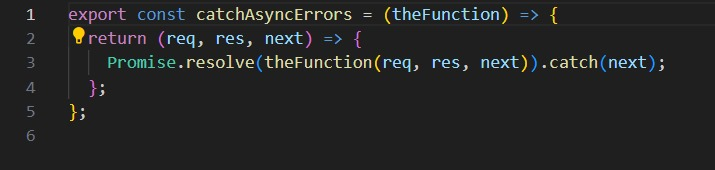 1 export const catchAsyncErrors = (theFunction) => {
2 return (req, res, next) => {
3 Promise.resolve(theFunction(req, res, next)).catch(next);
4 };
5 };
6